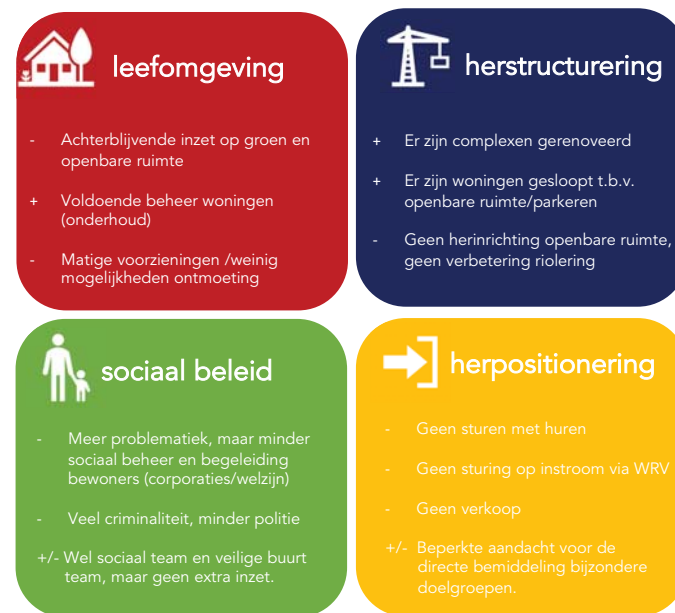 leefomgeving
- Achterblijvende inzet op groen en
openbare ruimte
+ Voldoende beheer woningen
(onderhoud)
- Matige voorzieningen /weinig
mogelijkheden ontmoeting
herstructurering
+ Er zijn complexen gerenoveerd
+ Er zijn woningen gesloopt t.b.v.
openbare ruimte/parkeren
- Geen herinrichting openbare ruimte,
geen verbetering riolering
sociaal beleid
- Meer problematiek, maar minder
sociaal beheer en begeleiding
bewoners (corporaties/welzijn)
- Veel criminaliteit, minder politie
+/- Wel sociaal team en veilige buurt
team, maar geen extra inzet.
herpositionering
- Geen sturen met huren
- Geen sturing op instroom via WRV
- Geen verkoop
+/- Beperkte aandacht voor de
directe bemiddeling bijzondere
doelgroepen.